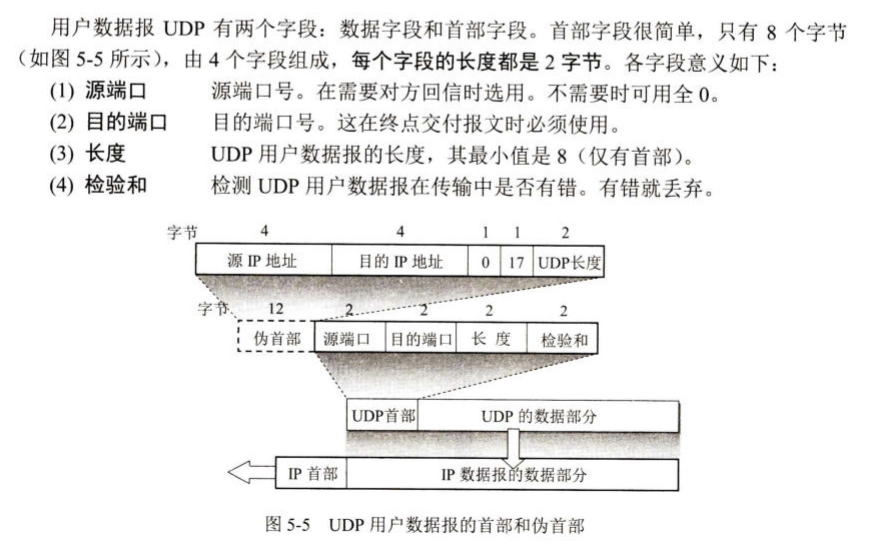 用户数据报 UDP 有两个字段：数据字段和首部字段。首部字段很简单，只有 8 个字节
（如图 5-5 所示），由 4 个字段组成，每个字段的长度都是 2 字节。各字段意义如下：
(1) 源端口 源端口号。在需要对方回信时选用。不需要时可用全 0。
(2) 目的端口 目的端口号。这在终点交付报文时必须使用。
(3) 长度 UDP 用户数据报的长度，其最小值是 8（仅有首部）。
(4) 检验和 检测 UDP 用户数据报在传输中是否有错。有错就丢弃。
字节 4 4 1 1 2
源 IP 地址 目的 IP 地址 0 17 UDP长度
字节 12 2 2 2 2
伪首部 源端口 目的端口 长 度 检验和
UDP首部 UDP 的数据部分
IP 首部 IP 数据报的数据部分
图 5-5 UDP 用户数据报的首部和伪首部